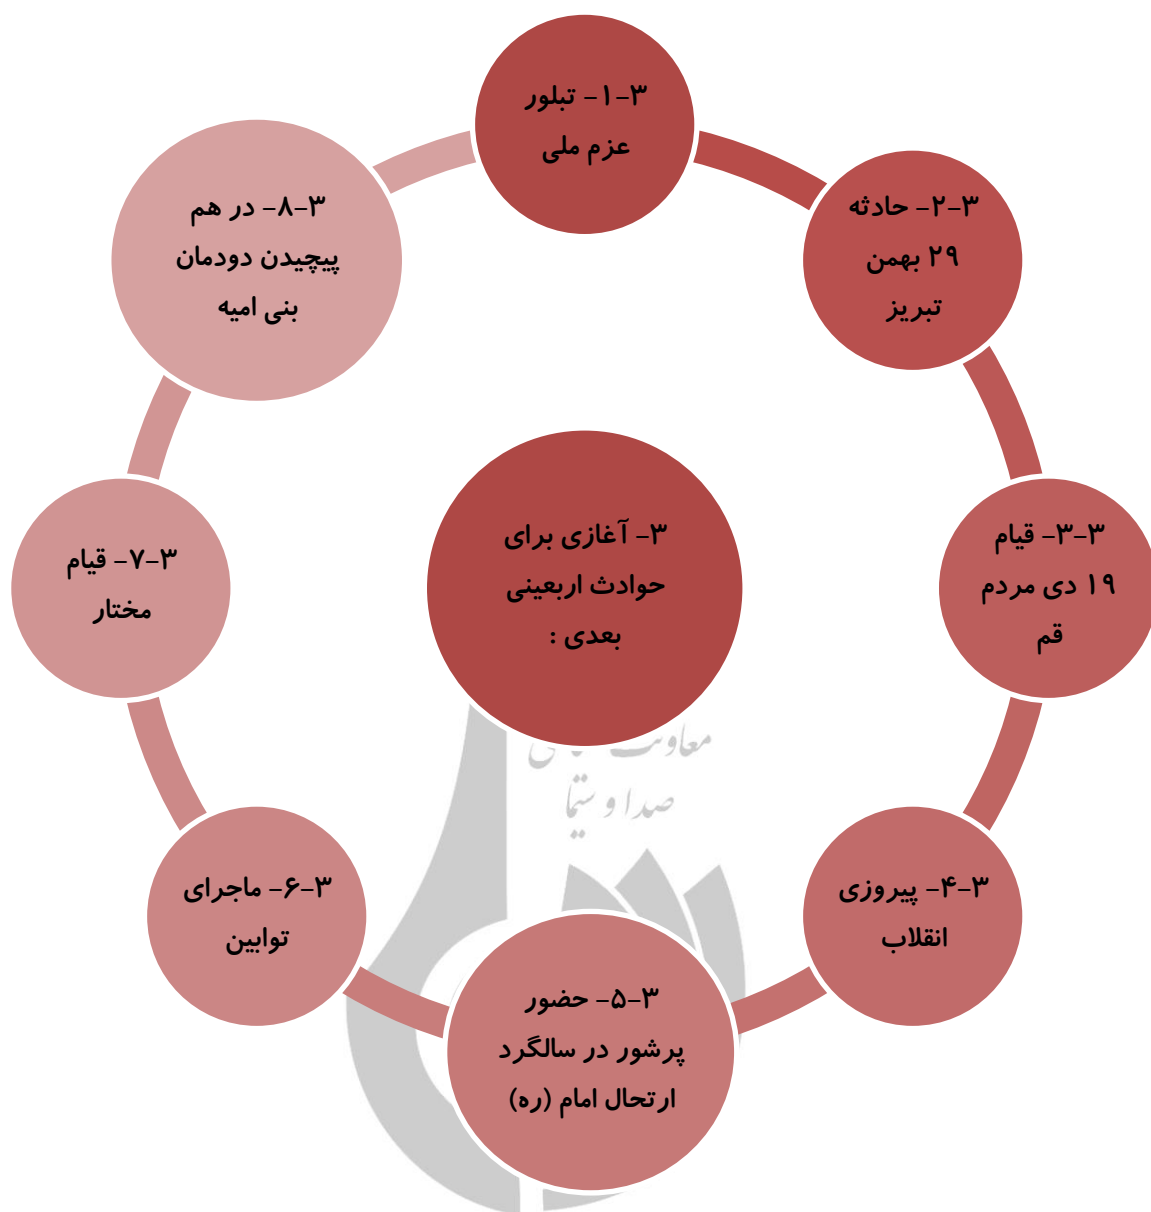 ۳-۱- تبلور
عزم ملی
۳-۲- حادثه
۲۹ بهمن
تبریز
۳-۳- قیام
۱۹ دی مردم
قم
۳-۴- پیروزی
انقلاب
۳-۵- حضور
پرشور در سالگرد
ارتحال امام (ره)
۳-۶- ماجرای
توابین
۳-۷- قیام
مختار
۳-۸- در هم
پیچیدن دودمان
بنی امیه
۳- آغازی برای
حوادث اربعینی
بعدی :
معاونت
صدا و سیما